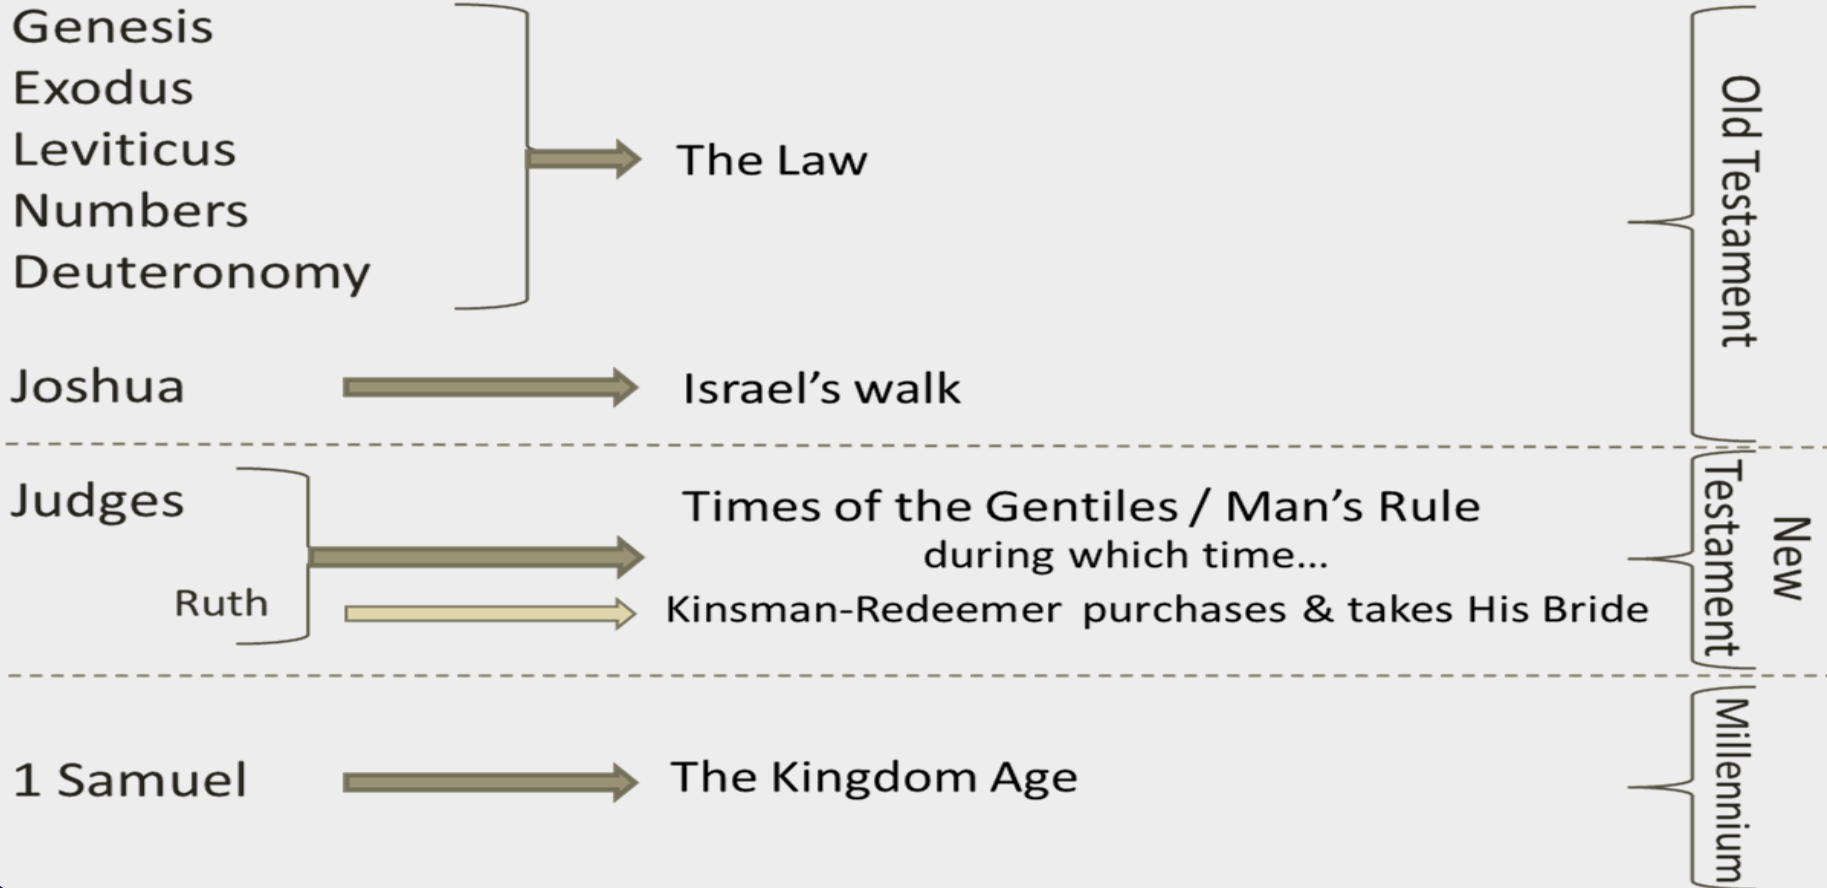 Genesis
Exodus
Leviticus
Numbers
Deuteronomy
The Law
Joshua
Israel’s walk
Old Testament
Judges
Ruth
Times of the Gentiles / Man’s Rule
during which time...
Kinsman-Redeemer purchases & takes His Bride
New
Testament
1 Samuel
The Kingdom Age
Millennium